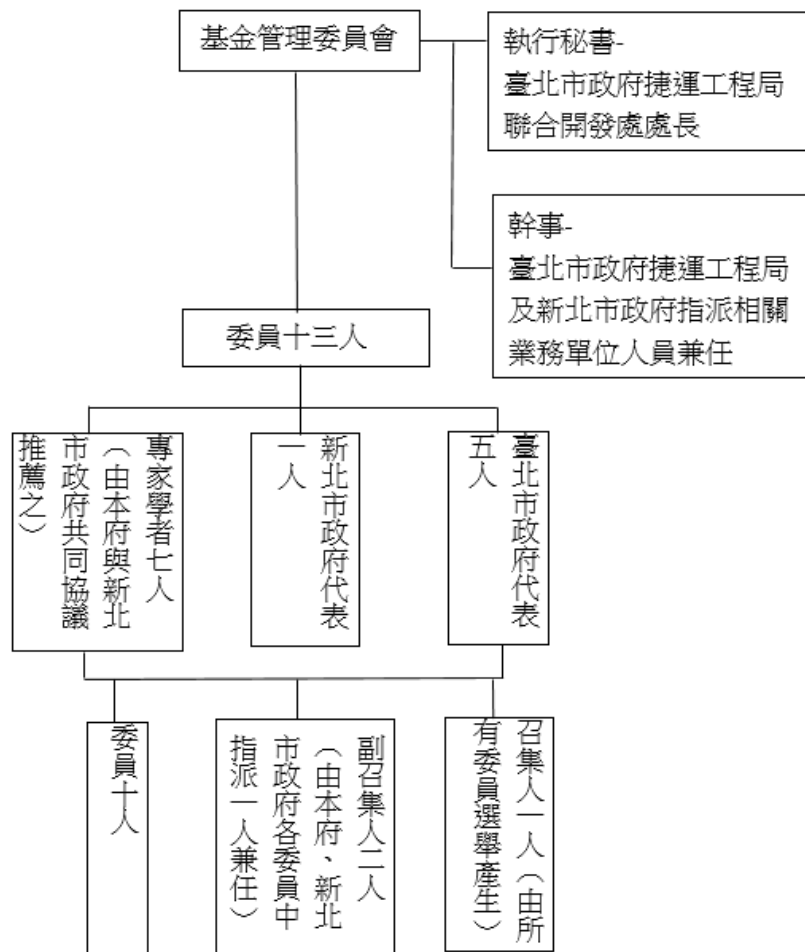 基金管理委員會
執行秘書-
臺北市政府捷運工程局
聯合開發處處長
幹事-
臺北市政府捷運工程局
及新北市政府指派相關
業務單位人員兼任
委員十三人
臺北市政府代表
五人
新北市政府代表
一人
專家學者七人
（由本府與新北
市政府共同協議
推薦之）
召集人一人（由所
有委員選舉產生）
副召集人二人
（由本府、新北
市政府各委員中
指派一人兼任）
委員十人